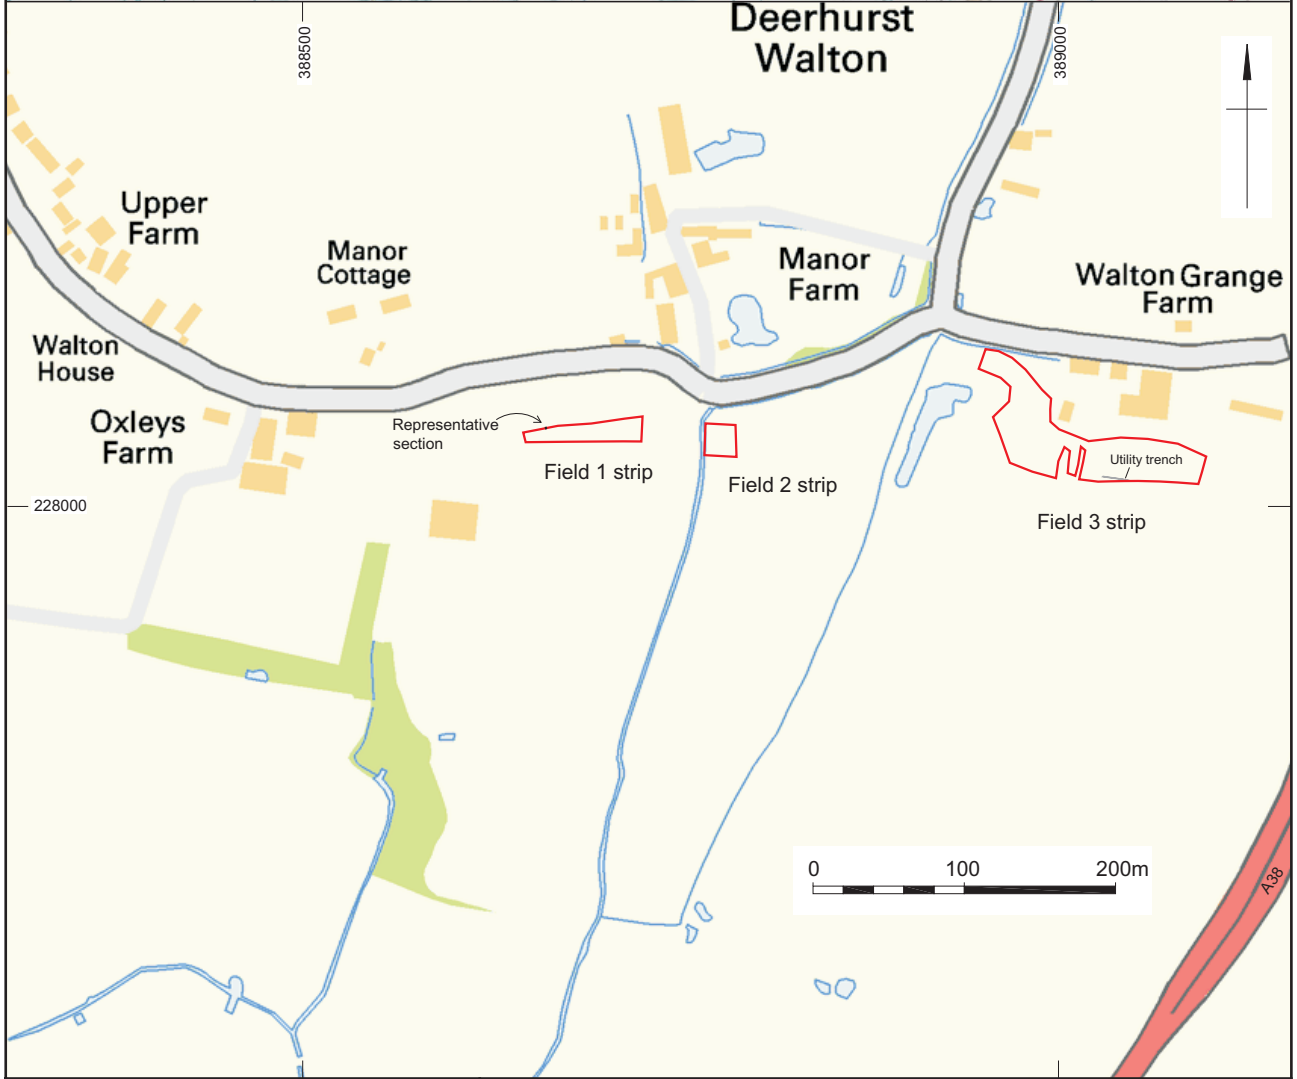 Deerhurst
Walton
388500
389000
Upper
Farm
Manor
Cottage
Manor
Farm
Walton Grange
Farm
Walton
House
Oxleys
Farm
Representative
section
Field 1 strip
Field 2 strip
Utility trench
Field 3 strip
228000
0 100 200m
A38